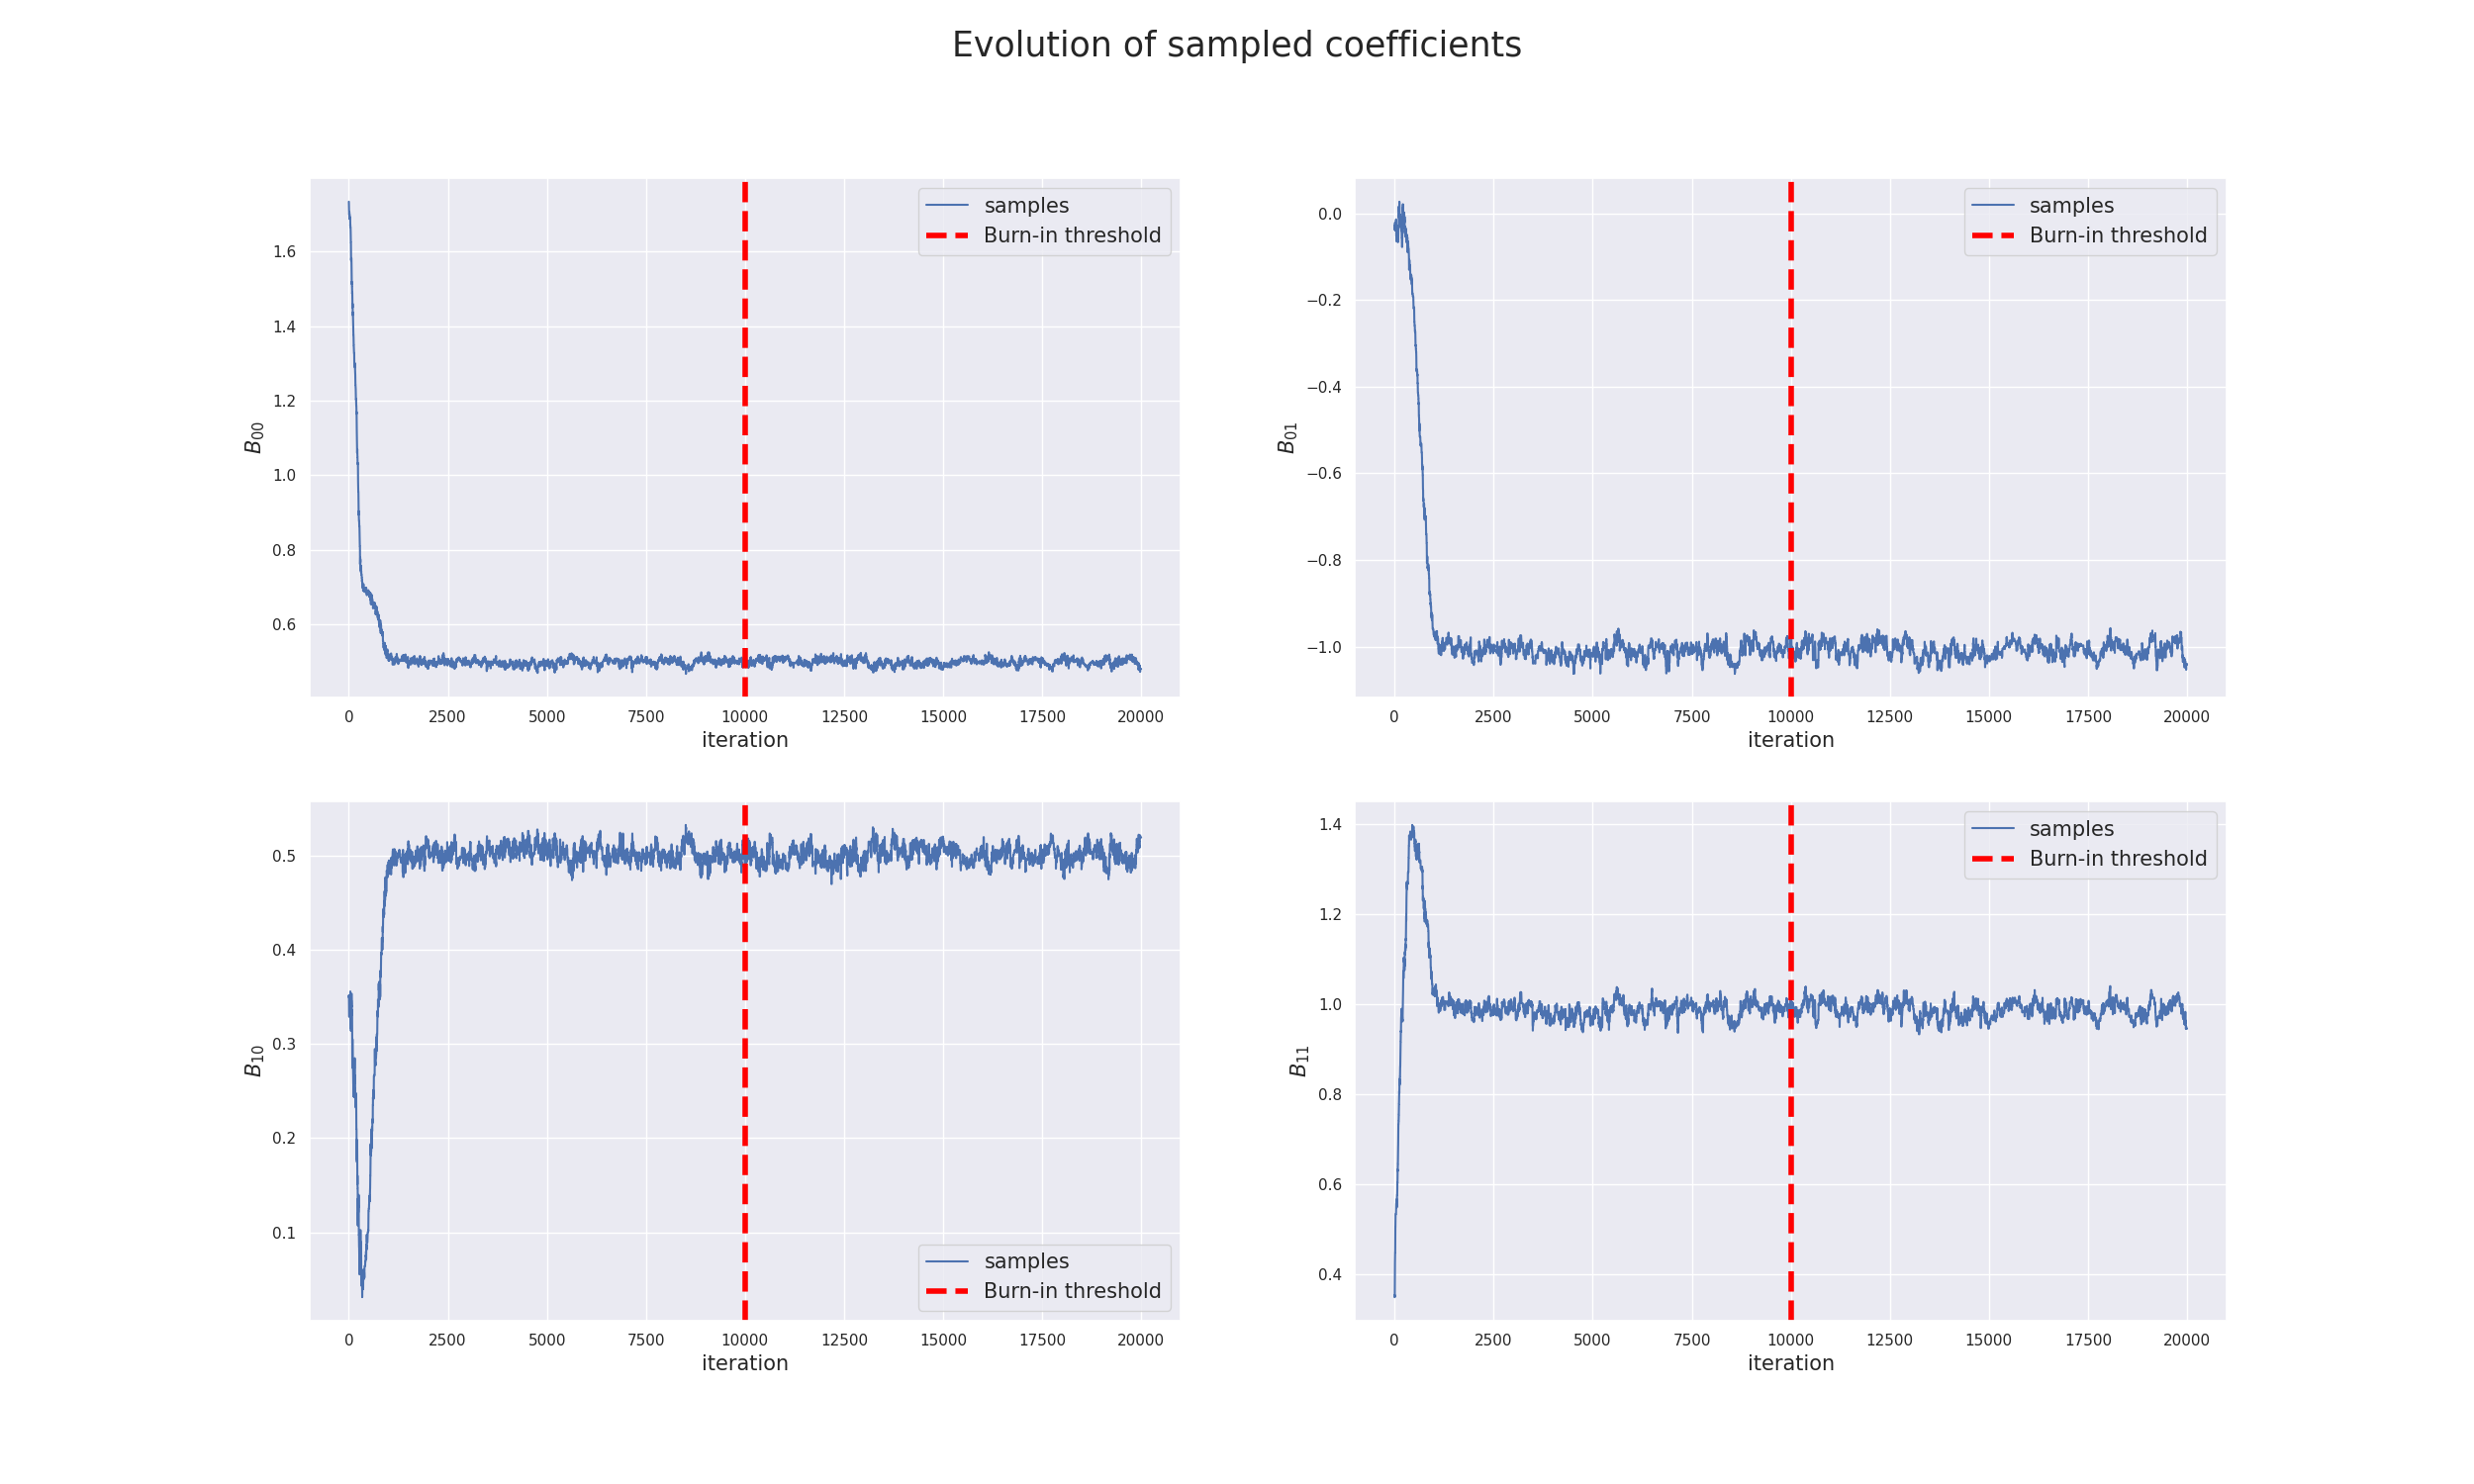 Evolution of sampled coefficients
samples
Burn-in threshold
1.6
1.4
1.2
1.0
0.8
0.6
B00
0 2500 5000 7500 10000 12500 15000 17500 20000
iteration
samples
Burn-in threshold
0.0
−0.2
−0.4
−0.6
−0.8
−1.0
B01
0 2500 5000 7500 10000 12500 15000 17500 20000
iteration
0.5
0.4
0.3
0.2
0.1
B10
samples
Burn-in threshold
0 2500 5000 7500 10000 12500 15000 17500 20000
iteration
samples
Burn-in threshold
1.4
1.2
1.0
0.8
0.6
0.4
B11
0 2500 5000 7500 10000 12500 15000 17500 20000
iteration